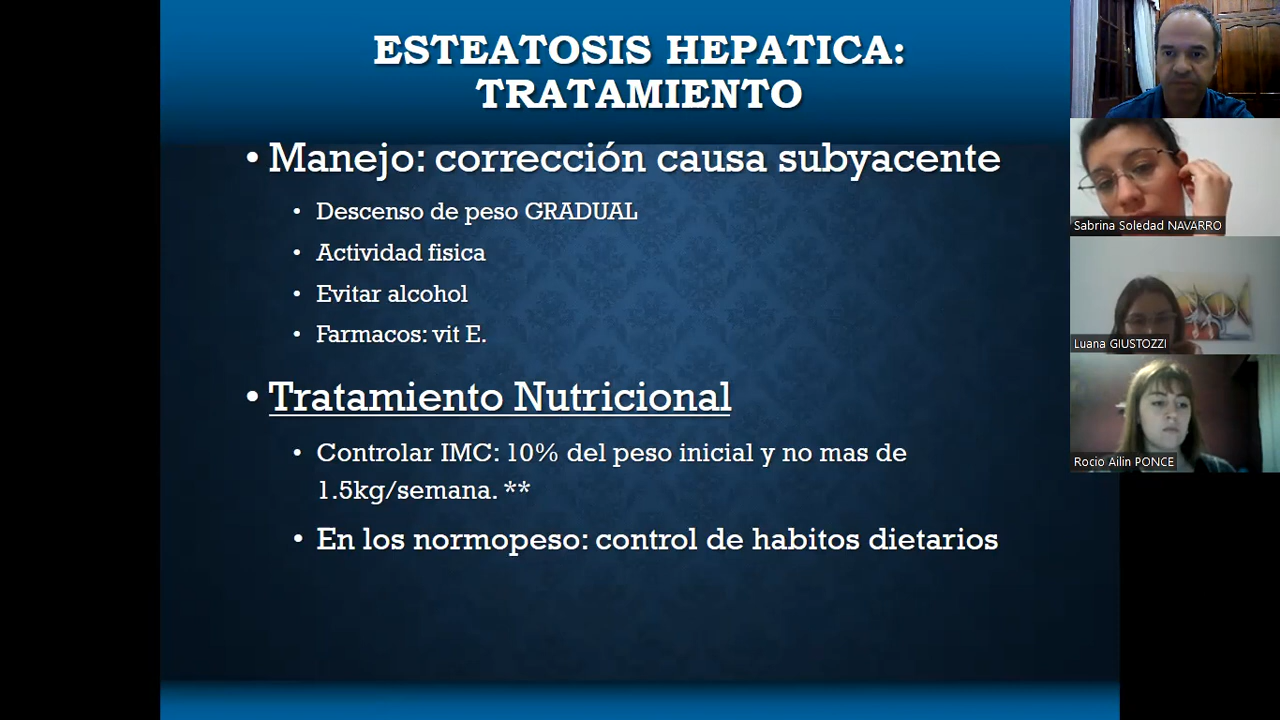 ESTEATOSIS HEPATICA:
TRATAMIENTO
• Manejo: corrección causa subyacente
• Descenso de peso GRADUAL
• Actividad fisica
• Evitar alcohol
• Farmacos: vit E.
• Tratamiento Nutricional
• Controlar IMC: 10% del peso inicial y no mas de
1.5kg/semana. **
• En los normopeso: control de habitos dietarios
Sabrina Soledad NAVARRO
Luana GIUSTOZZI
Rocio Ailin PONCE